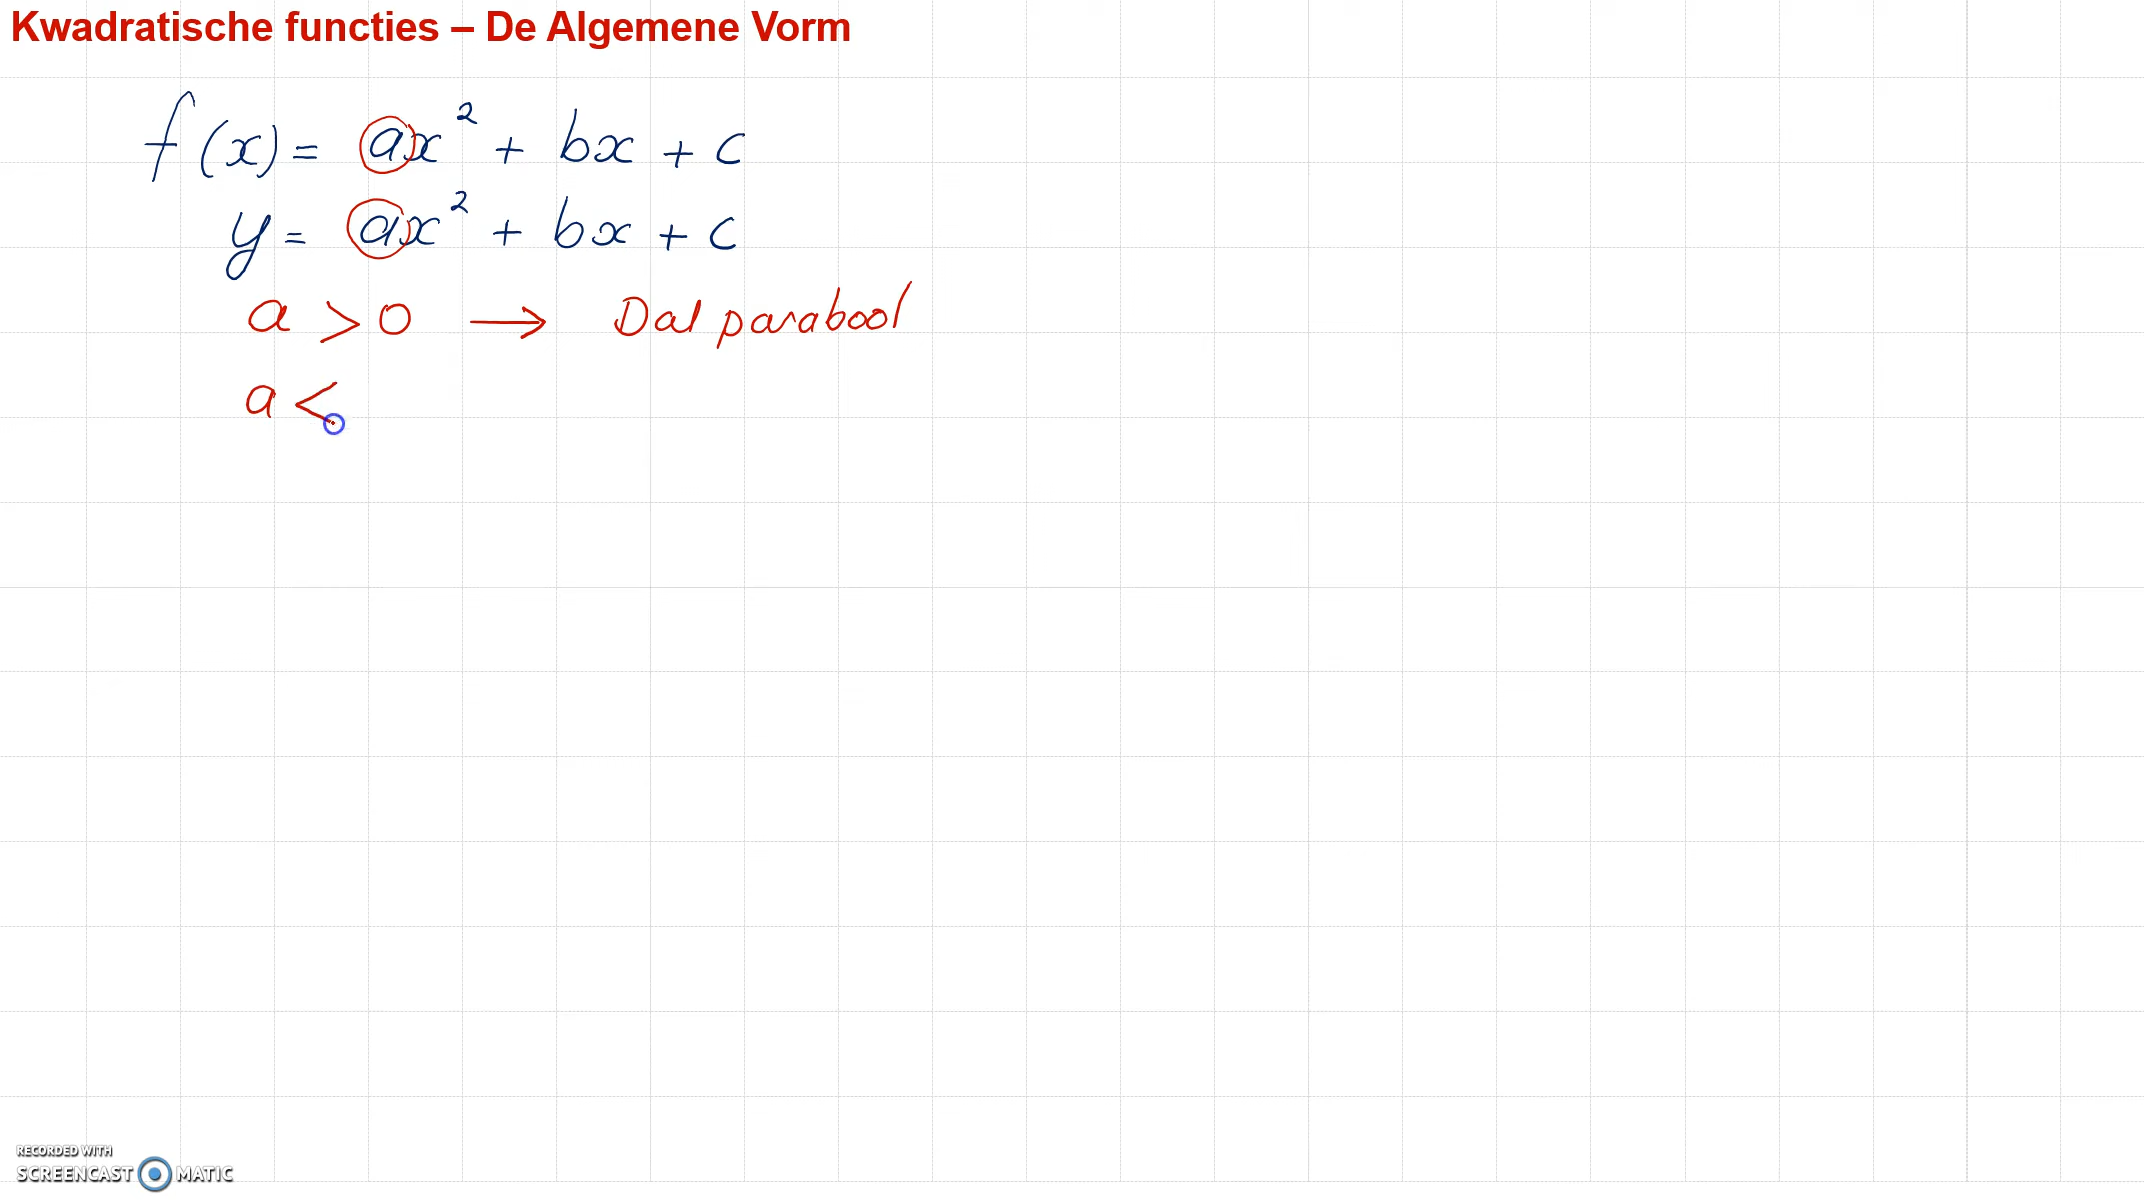 Kwadratische functies – De Algemene Vorm
f(x) = ax² + bx + c
y = ax² + bx + c
a > 0 → Dal parabool
a <
RECORDED WITH
SCREENCAST MATIC